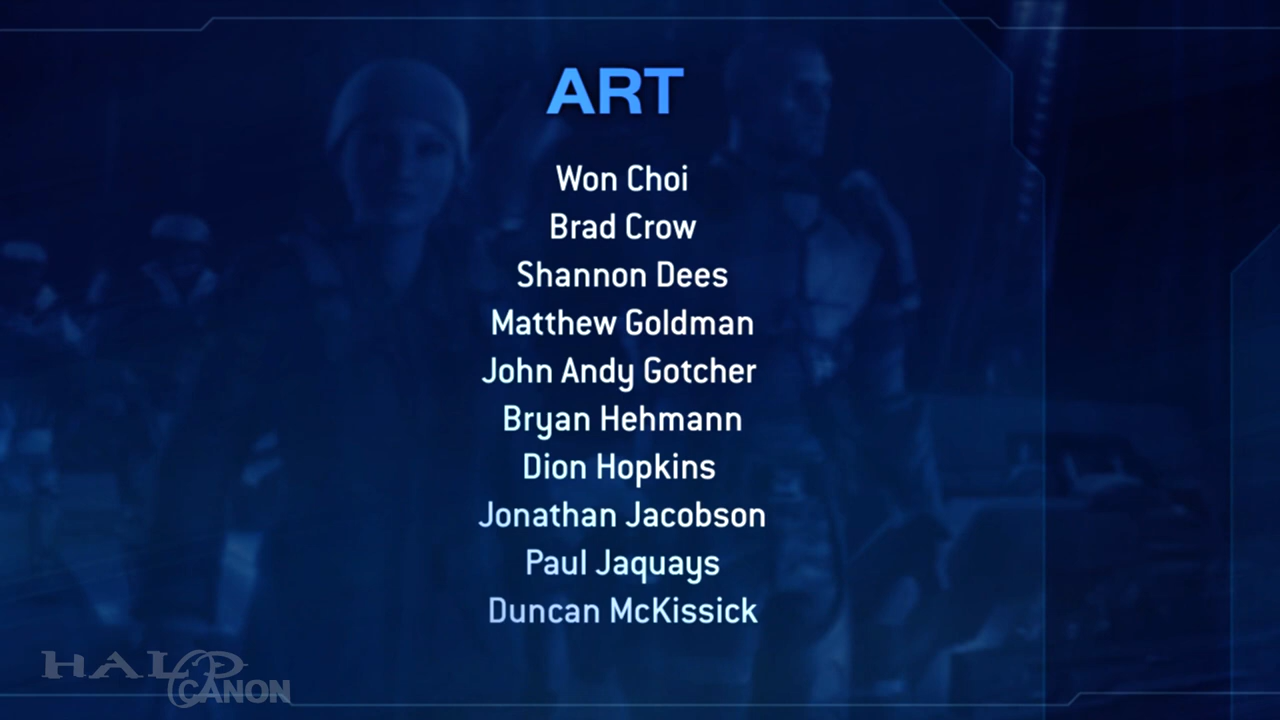 ART
Won Choi
Brad Crow
Shannon Dees
Matthew Goldman
John Andy Gotcher
Bryan Hehmann
Dion Hopkins
Jonathan Jacobson
Paul Jaquays
Duncan McKissick
HALO
CANON